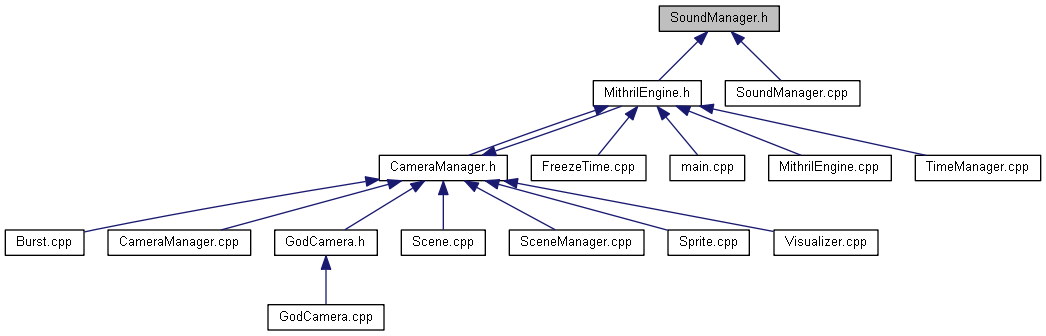 SoundManager.h
MithrilEngine.h
SoundManager.cpp
CameraManager.h
FreezeTime.cpp
main.cpp
MithrilEngine.cpp
TimeManager.cpp
Burst.cpp
CameraManager.cpp
GodCamera.h
Scene.cpp
SceneManager.cpp
Sprite.cpp
Visualizer.cpp
GodCamera.cpp